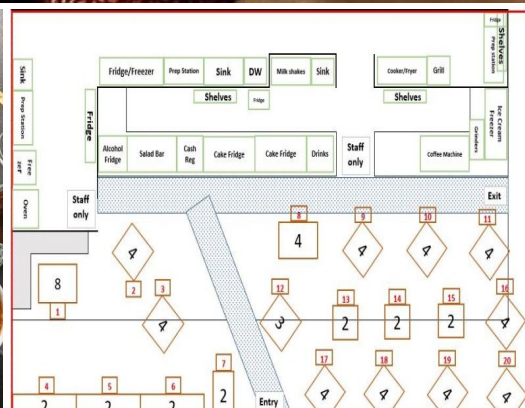 Fridge
Shelves
Prep station
Sink
Fridge/Freezer
Prep Station
Sink
DW
Milk shakes
Sink
Cooker/Fryer
Grill
Prep Station
Fridge
Shelves
Fridge
Shelves
Ice Cream
Freezer
Grinders
Free
zer
Alcohol
Fridge
Salad Bar
Cash
Reg
Cake Fridge
Cake Fridge
Drinks
Staff
only
Coffee Machine
Oven
Staff
only
Exit
8
9
10
11
4
4
4
4
4
2
8
1
3
4
12
3
13
2
14
2
15
2
16
4
7
2
17
4
18
4
19
4
20
4
4
2
5
2
6
2
Entry